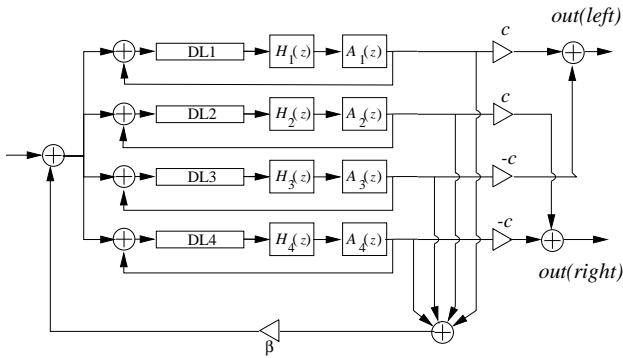 out(left)
c
DL1 H1(z) A1(z)
c
DL2 H2(z) A2(z)
-c
DL3 H3(z) A3(z)
-c
DL4 H4(z) A4(z)
out(right)
β